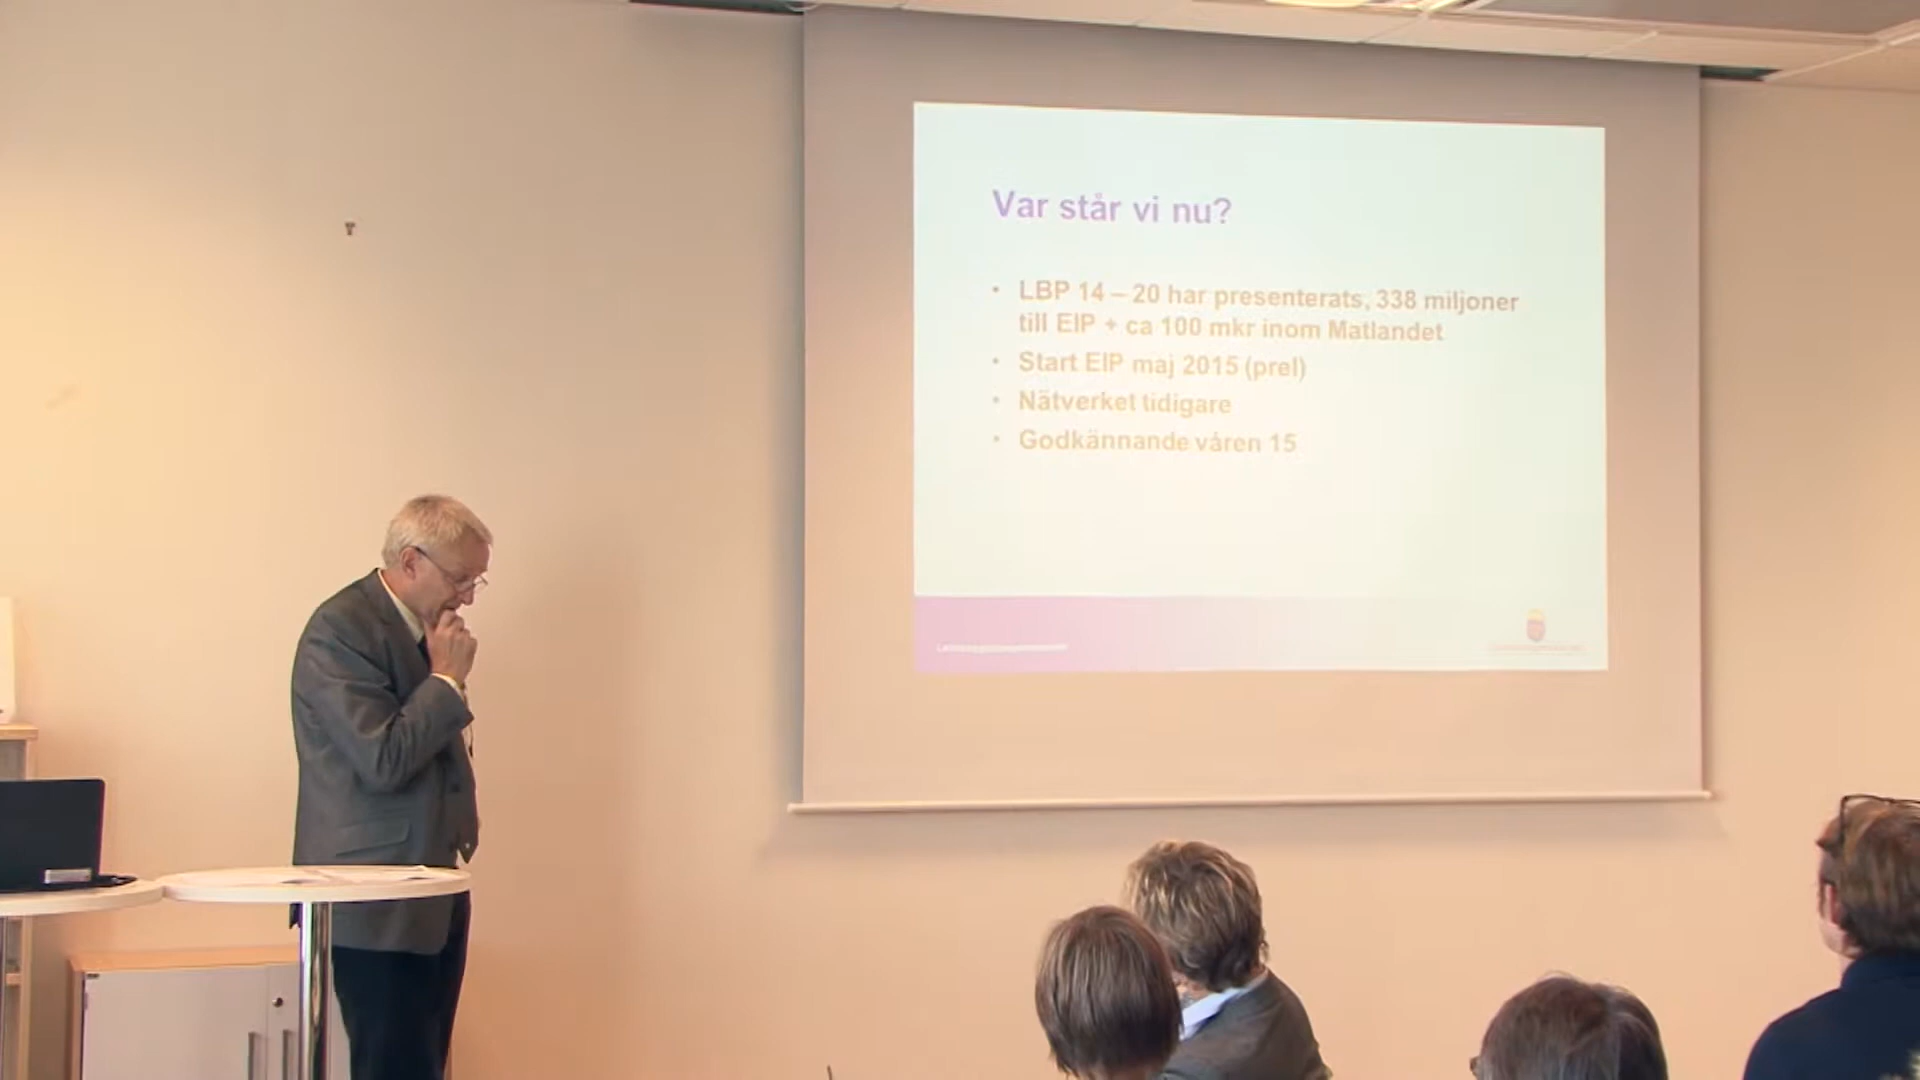 Var står vi nu?
• LBP 14 – 20 har presenterats, 338 miljoner
till EIP + ca 100 mkr inom Matlandet
• Start EIP maj 2015 (prel)
• Nätverket tidigare
• Godkännande våren 15